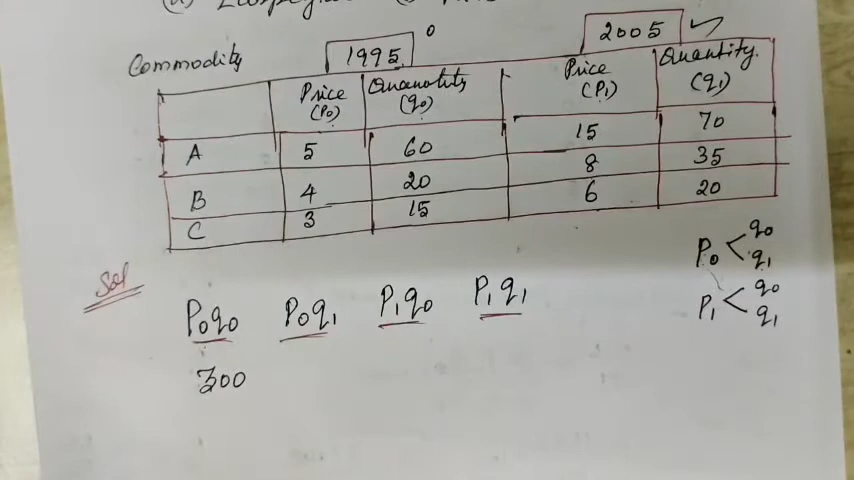 Commodity 1995 0 2005
Price (P0) Quanotity (q0) Price (P1) Quantity (q1)
A 5 60 15 70
B 4 20 8 35
C 3 15 6 20
P0 < q0 q1
Sol
P0q0 P0q1 P1q0 P1q1
P1 < q0 q1
300